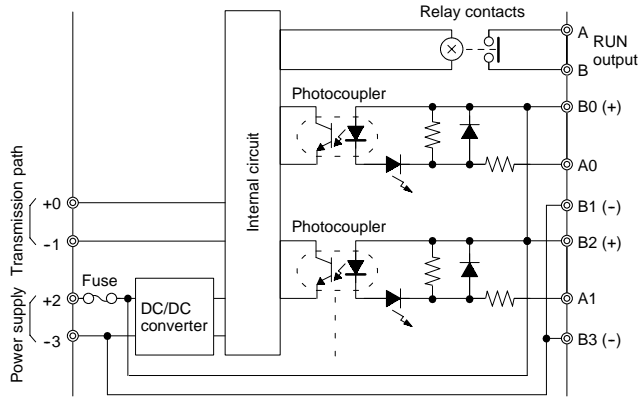 Relay contacts
A
RUN
output
B
Photocoupler
B0 (+)
A0
Internal circuit
Transmission path
+0
-1
B1 (-)
Photocoupler
B2 (+)
Power supply
+2
Fuse
DC/DC
converter
-3
A1
B3 (-)